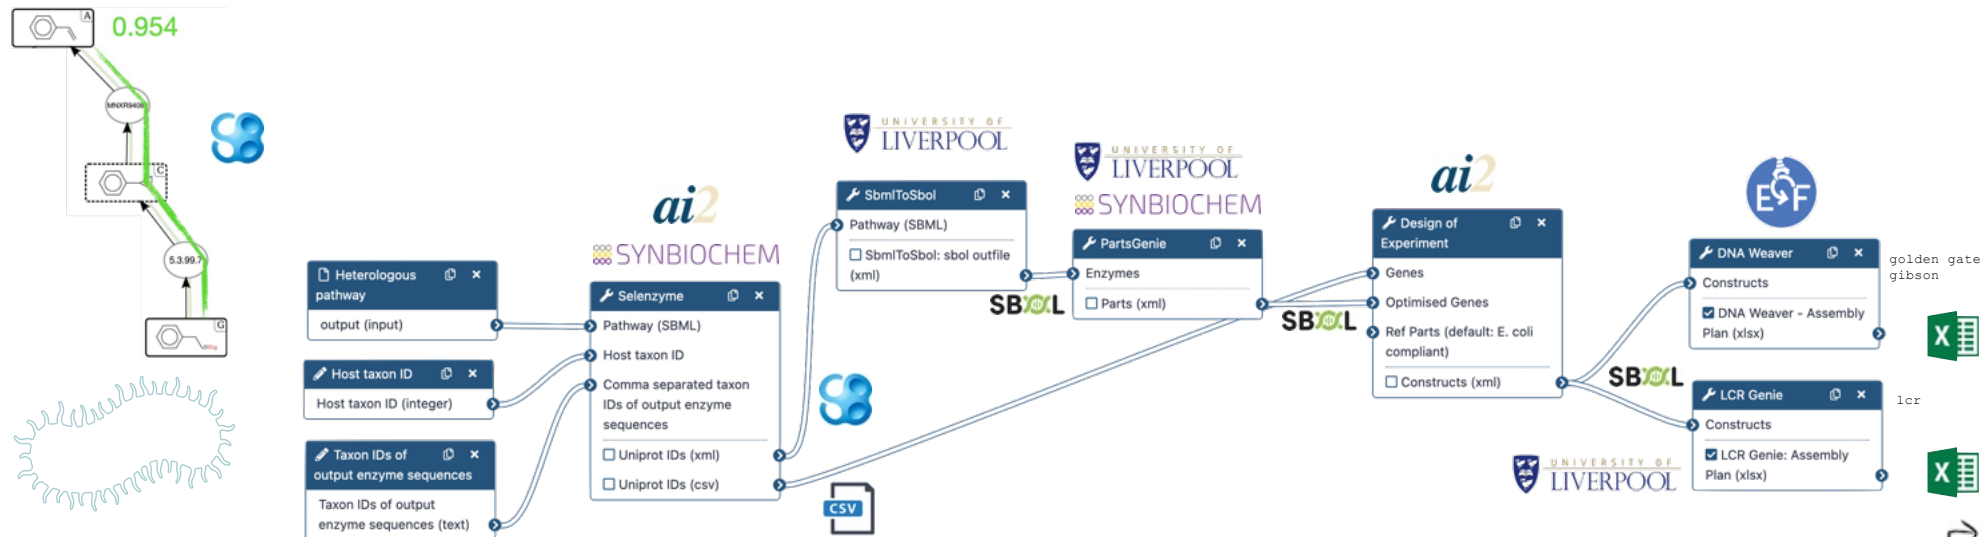 A
0.954
MNXR9408
C
5.3.99.7
G
Heterologous
pathway
output (input)
Host taxon ID
Host taxon ID (integer)
Taxon IDs of
output enzyme sequences
Taxon IDs of output
enzyme sequences (text)
ai2
SYNBIOCHEM
Selenzyme
Pathway (SBML)
Host taxon ID
Comma separated taxon
IDs of output enzyme
sequences
Uniprot IDs (xml)
Uniprot IDs (csv)
CSV
UNIVERSITY OF
LIVERPOOL
SbmlToSbol
Pathway (SBML)
SbmlToSbol: sbol outfile
(xml)
SBOL
UNIVERSITY OF
LIVERPOOL
SYNBIOCHEM
PartsGenie
Enzymes
Parts (xml)
SBOL
ai2
Design of
Experiment
Genes
Optimised Genes
Ref Parts (default: E. coli
compliant)
Constructs (xml)
SBOL
UNIVERSITY OF
LIVERPOOL
EGF
DNA Weaver
Constructs
DNA Weaver - Assembly
Plan (xlsx)
golden gate
gibson
X
LCR Genie
Constructs
LCR Genie: Assembly
Plan (xlsx)
lcr
X